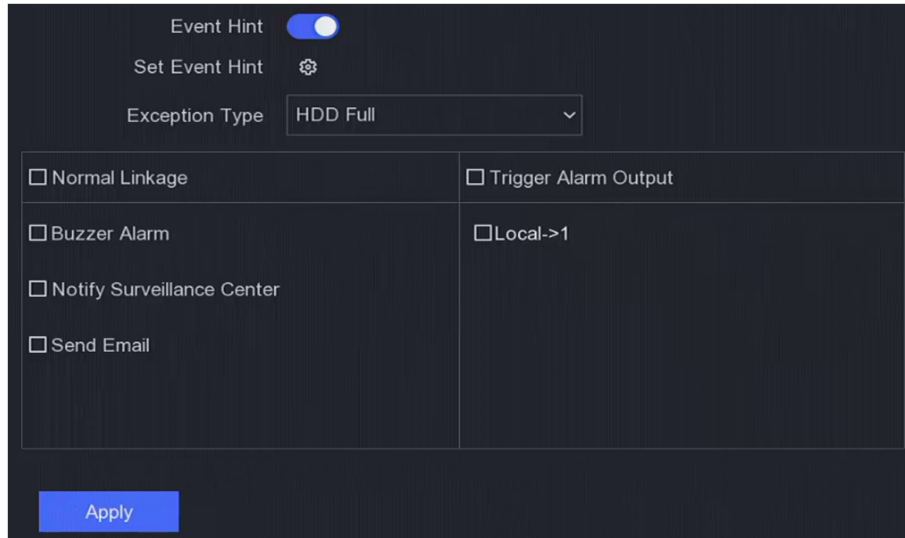 Event Hint
Set Event Hint
Exception Type HDD Full
Normal Linkage Trigger Alarm Output
Buzzer Alarm Local->1
Notify Surveillance Center
Send Email
Apply